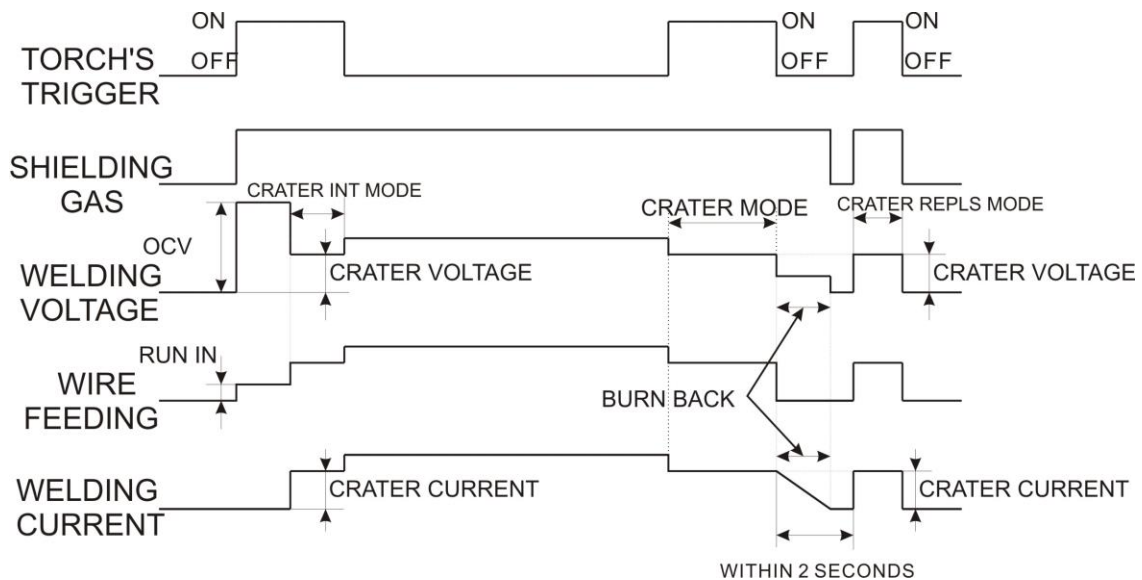 ON
OFF
ON
OFF
ON
OFF
TORCH'S
TRIGGER
SHIELDING
GAS
CRATER INT MODE
CRATER MODE
CRATER REPLS MODE
OCV
WELDING
VOLTAGE
CRATER VOLTAGE
CRATER VOLTAGE
RUN IN
WIRE
FEEDING
BURN BACK
WELDING
CURRENT
CRATER CURRENT
CRATER CURRENT
WITHIN 2 SECONDS